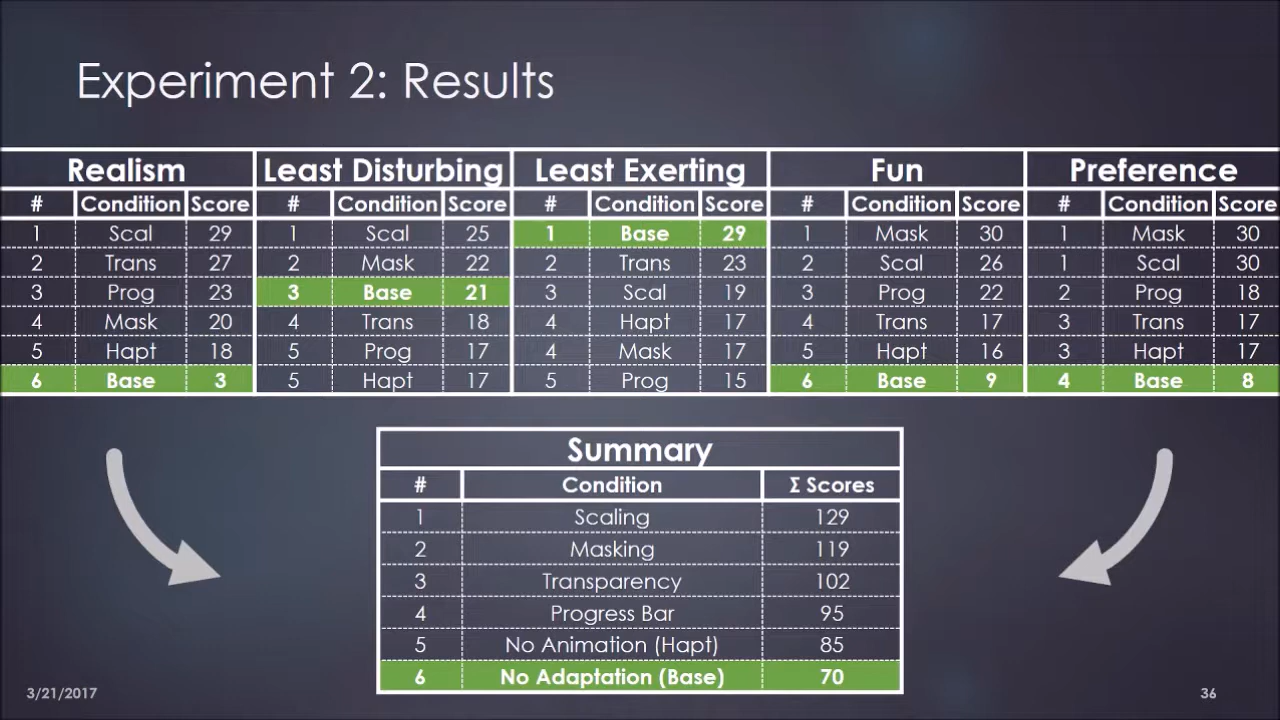 Experiment 2: Results
Realism Least Disturbing Least Exerting Fun Preference
# Condition Score # Condition Score # Condition Score # Condition Score # Condition Score
1 Scal 29 1 Scal 25 1 Base 29 1 Mask 30 1 Mask 30
2 Trans 27 2 Mask 22 2 Trans 23 2 Scal 26 1 Scal 30
3 Prog 23 3 Base 21 3 Scal 19 3 Prog 22 2 Prog 18
4 Mask 20 4 Trans 18 4 Hapt 17 4 Trans 17 3 Trans 17
5 Hapt 18 5 Prog 17 4 Mask 17 5 Hapt 16 3 Hapt 17
6 Base 3 5 Hapt 17 5 Prog 15 6 Base 9 4 Base 8
Summary
# Condition Σ Scores
1 Scaling 129
2 Masking 119
3 Transparency 102
4 Progress Bar 95
5 No Animation (Hapt) 85
6 No Adaptation (Base) 70
3/21/2017
36